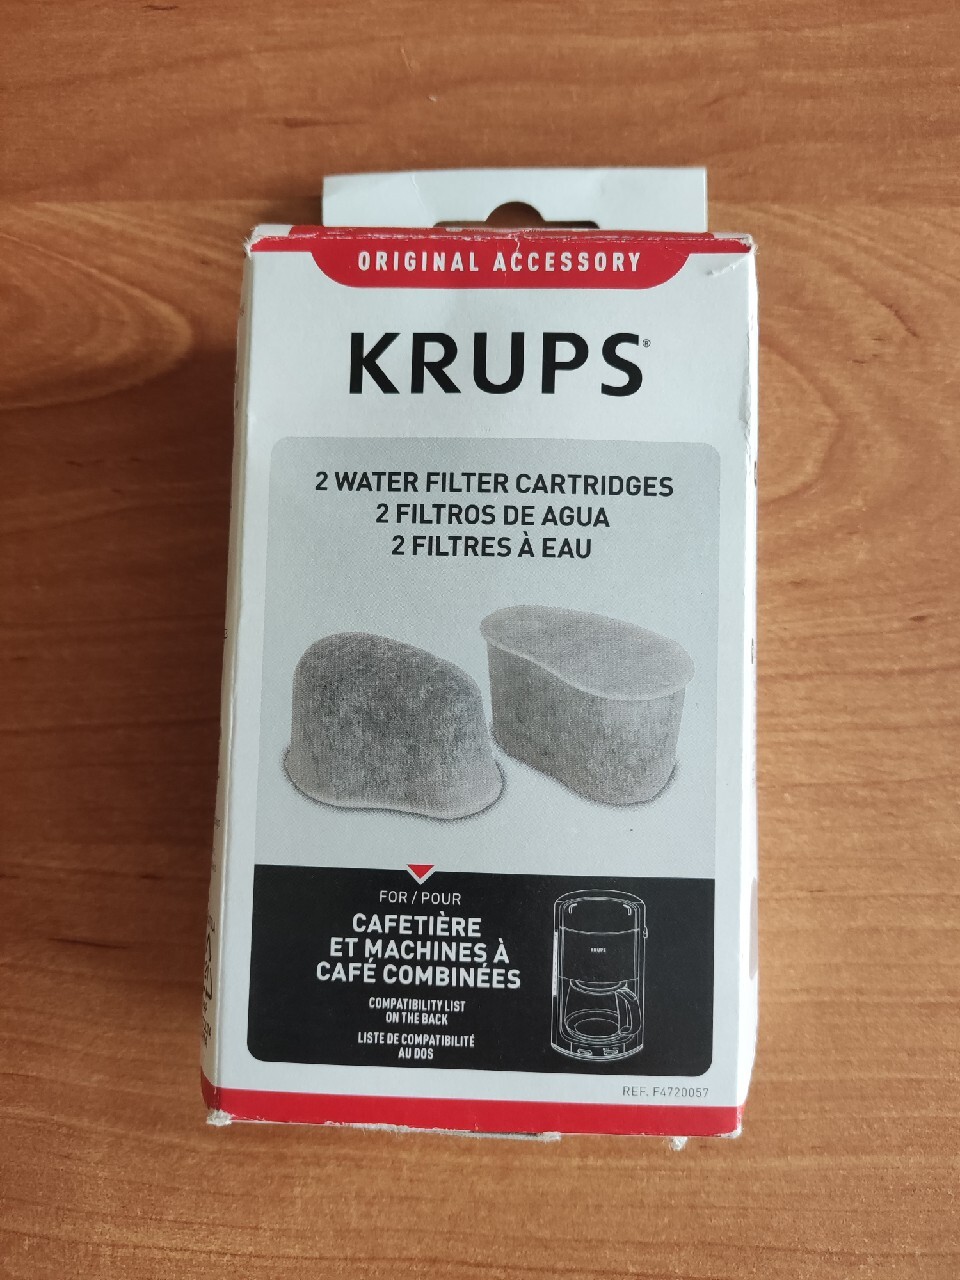 ORIGINAL ACCESSORY
KRUPS®
2 WATER FILTER CARTRIDGES
2 FILTROS DE AGUA
2 FILTRES À EAU
FOR / POUR
CAFETIÈRE
ET MACHINES À
CAFÉ COMBINÉES
COMPATIBILITY LIST
ON THE BACK
LISTE DE COMPATIBILITÉ
AU DOS
KRUPS
REF. F4720057